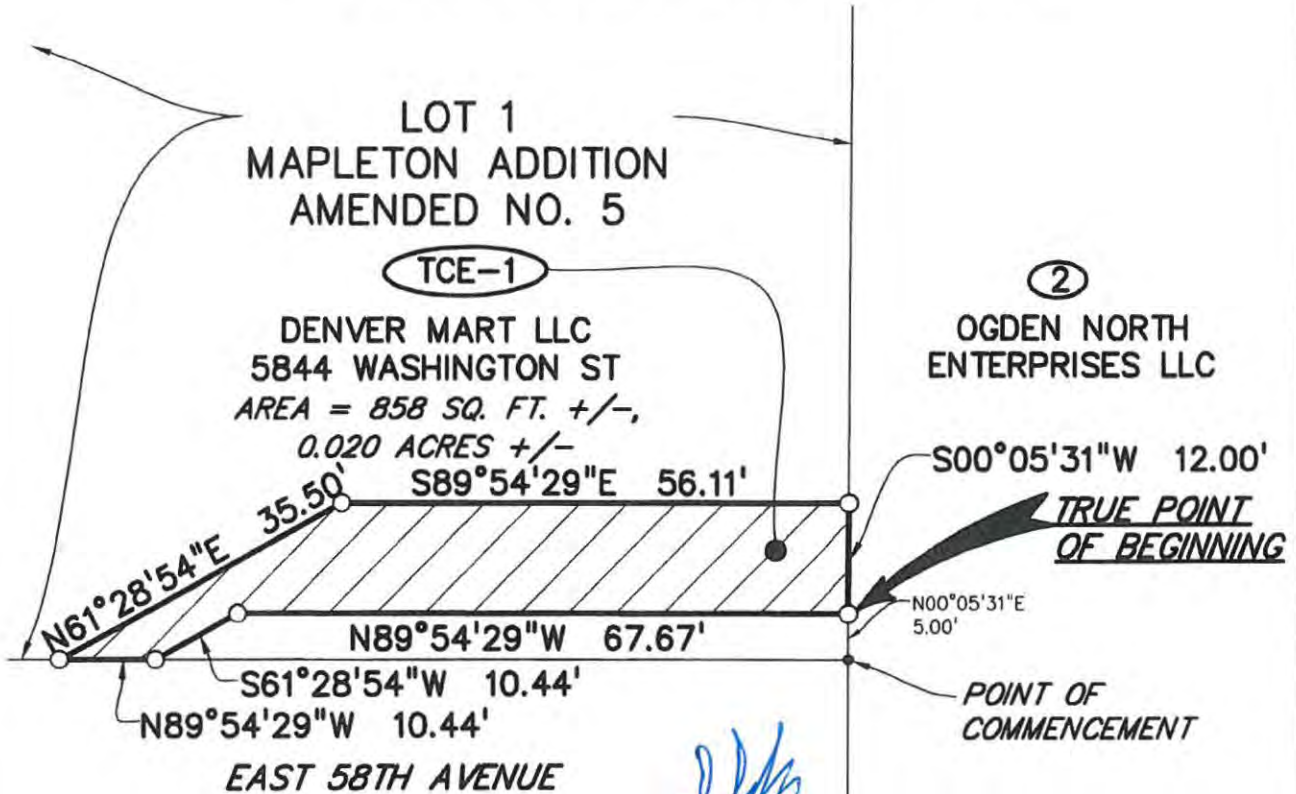 LOT 1
MAPLETON ADDITION
AMENDED NO. 5
TCE-1
DENVER MART LLC
5844 WASHINGTON ST
AREA = 858 SQ. FT. +/-,
0.020 ACRES +/-
2
OGDEN NORTH
ENTERPRISES LLC
S89°54'29"E 56.11'
S00°05'31"W 12.00'
TRUE POINT
OF BEGINNING
N61°28'54"E 35.50'
N00°05'31"E
5.00'
N89°54'29"W 67.67'
S61°28'54"W 10.44'
N89°54'29"W 10.44'
POINT OF
COMMENCEMENT
EAST 58TH AVENUE